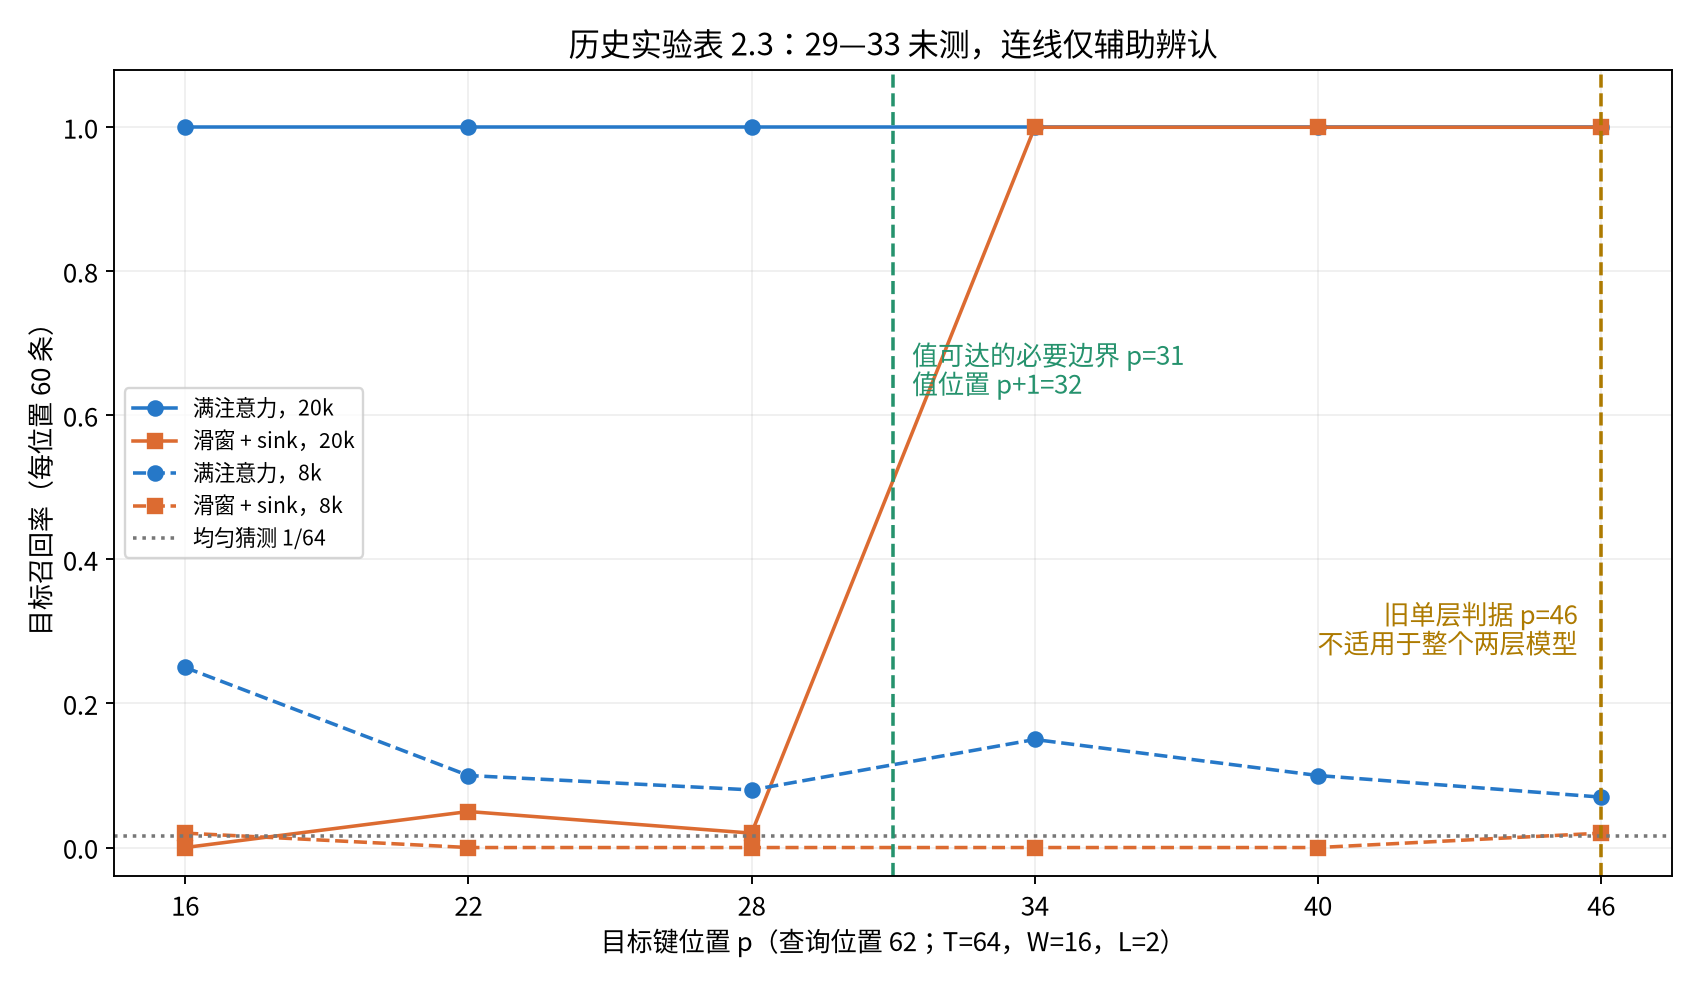 历史实验表 2.3：29—33 未测，连线仅辅助辨认
目标召回率（每位置 60 条）
1.0
0.8
0.6
0.4
0.2
0.0
值可达的必要边界 p=31
值位置 p+1=32
满注意力，20k
滑窗 + sink，20k
满注意力，8k
滑窗 + sink，8k
均匀猜测 1/64
旧单层判据 p=46
不适用于整个两层模型
16
22
28
34
40
46
目标键位置 p（查询位置 62；T=64，W=16，L=2）